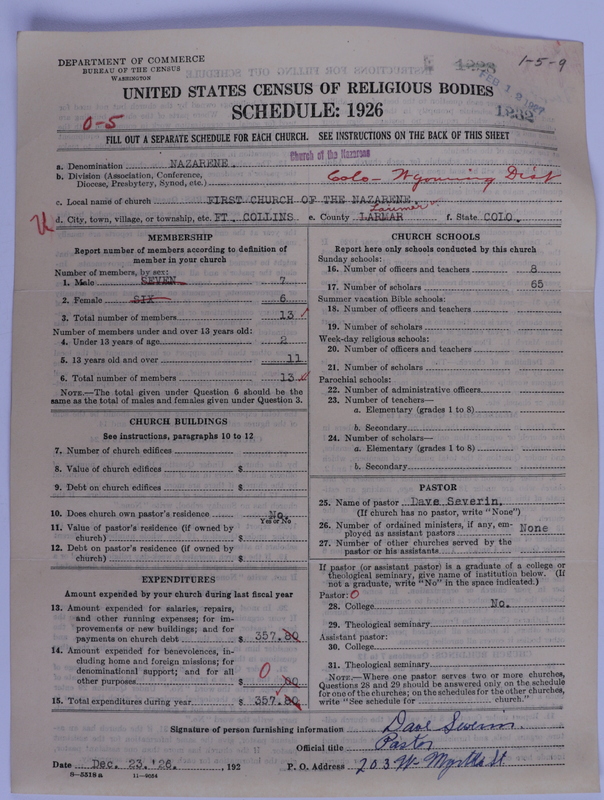 DEPARTMENT OF COMMERCE
BUREAU OF THE CENSUS
WASHINGTON
1-5-9
FEB 19 1927
UNITED STATES CENSUS OF RELIGIOUS BODIES
SCHEDULE: 1926
0-5
FILL OUT A SEPARATE SCHEDULE FOR EACH CHURCH. SEE INSTRUCTIONS ON THE BACK OF THIS SHEET
Church of the Nazarene
a. Denomination NAZARENE.
b. Division (Association, Conference, Diocese, Presbytery, Synod, etc.) Colo-Wyoming Dist
c. Local name of church FIRST CHURCH OF THE NAZARENE.
d. City, town, village, or township, etc. FT. COLLINS e. County LARMAR Larimer f. State COLO.
MEMBERSHIP
Report number of members according to definition of
member in your church
Number of members, by sex:
1. Male SEVEN 7
2. Female SIX 6
3. Total number of members 13
Number of members under and over 13 years old:
4. Under 13 years of age 2
5. 13 years old and over 11
6. Total number of members 13
NOTE.—The total given under Question 6 should be
same as the total of males and females given under Question 3.
CHURCH BUILDINGS
See instructions, paragraphs 10 to 12
7. Number of church edifices
8. Value of church edifices $
9. Debt on church edifices $
10. Does church own pastor's residence No.
Yes or No
11. Value of pastor's residence (if owned by
church) $
12. Debt on pastor's residence (if owned by
church) $
EXPENDITURES
Amount expended by your church during last fiscal year
13. Amount expended for salaries, repairs,
and other running expenses; for im-
provements or new buildings; and for
payments on church debt $ 357.80
14. Amount expended for benevolences, in-
cluding home and foreign missions; for
denominational support; and for all
other purposes $ 00
0
15. Total expenditures during year $ 357.80
CHURCH SCHOOLS
Report here only schools conducted by this church
Sunday schools:
16. Number of officers and teachers 8
17. Number of scholars 65
Summer vacation Bible schools:
18. Number of officers and teachers
19. Number of scholars
Week-day religious schools:
20. Number of officers and teachers
21. Number of scholars
Parochial schools:
22. Number of administrative officers
23. Number of teachers—
a. Elementary (grades 1 to 8)
b. Secondary
24. Number of scholars—
a. Elementary (grades 1 to 8)
b. Secondary
PASTOR
25. Name of pastor Dave Severin,
(If church has no pastor, write "None")
26. Number of ordained ministers, if any, em-
ployed as assistant pastors None
27. Number of other churches served by the
pastor or his assistants
If pastor (or assistant pastor) is a graduate of a college or
theological seminary, give name of institution below. (If
not a graduate, write "No" in the space indicated.)
Pastor: 0
28. College No.
29. Theological seminary
Assistant pastor:
30. College
31. Theological seminary
NOTE.—Where one pastor serves two or more churches,
Questions 28 and 29 should be answered only on the schedule
for one of the churches; on the schedules for the other churches,
write "See schedule for church."
Signature of person furnishing information Dave Severin
Official title Pastor
Date Dec. 23.'26. , 192 P. O. Address 203 W- Myrtle St
8-5318 a 11-9054